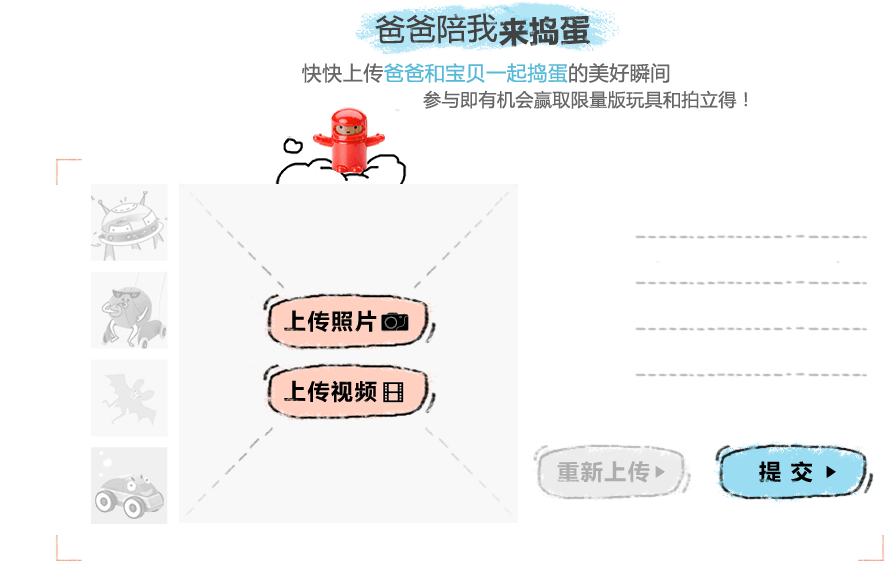 爸爸陪我来捣蛋
快快上传爸爸和宝贝一起捣蛋的美好瞬间
参与即有机会赢取限量版玩具和拍立得！
上传照片
上传视频
重新上传
提 交